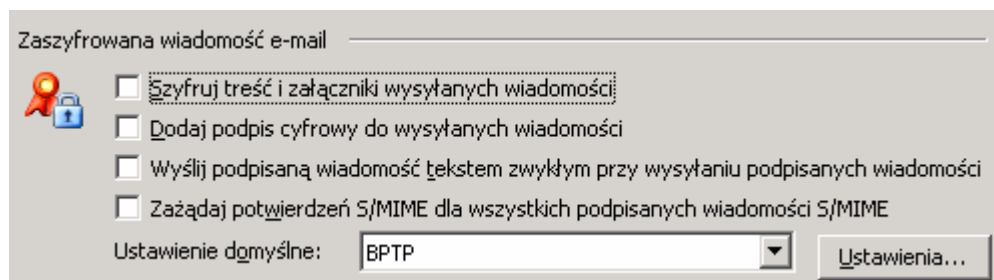 Zaszyfrowana wiadomość e-mail
Szyfruj treść i załączniki wysyłanych wiadomości
Dodaj podpis cyfrowy do wysyłanych wiadomości
Wyślij podpisaną wiadomość tekstem zwykłym przy wysyłaniu podpisanych wiadomości
Zażądaj potwierdzeń S/MIME dla wszystkich podpisanych wiadomości S/MIME
Ustawienie domyślne: BPTP Ustawienia...